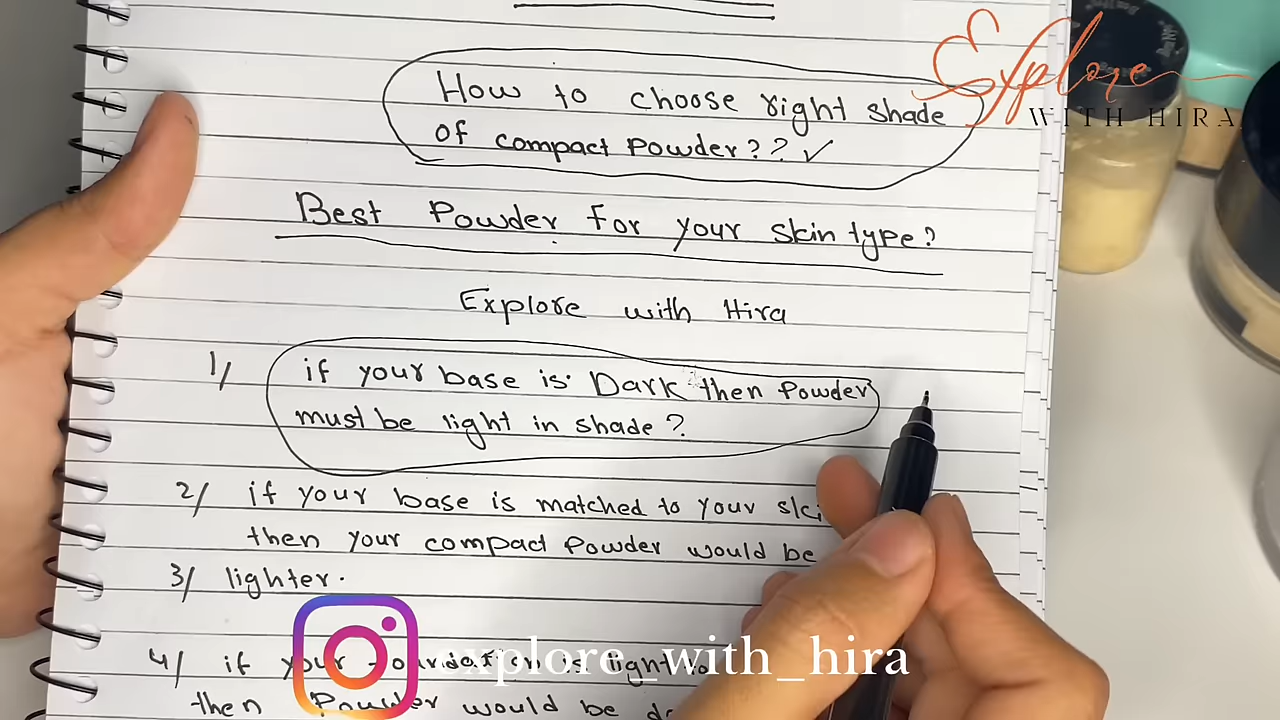 How to choose right shade
of compact Powder?? ✓
Best Powder For your skin type?
Explore with Hira
1/ if your base is Dark then Powder
must be light in shade?
2/ if your base is matched to your
then your compact Powder would be
3/ lighter.
4/ if your foundation is light
then Powder would be
Explore
WITH HIRA
explore_with_hira